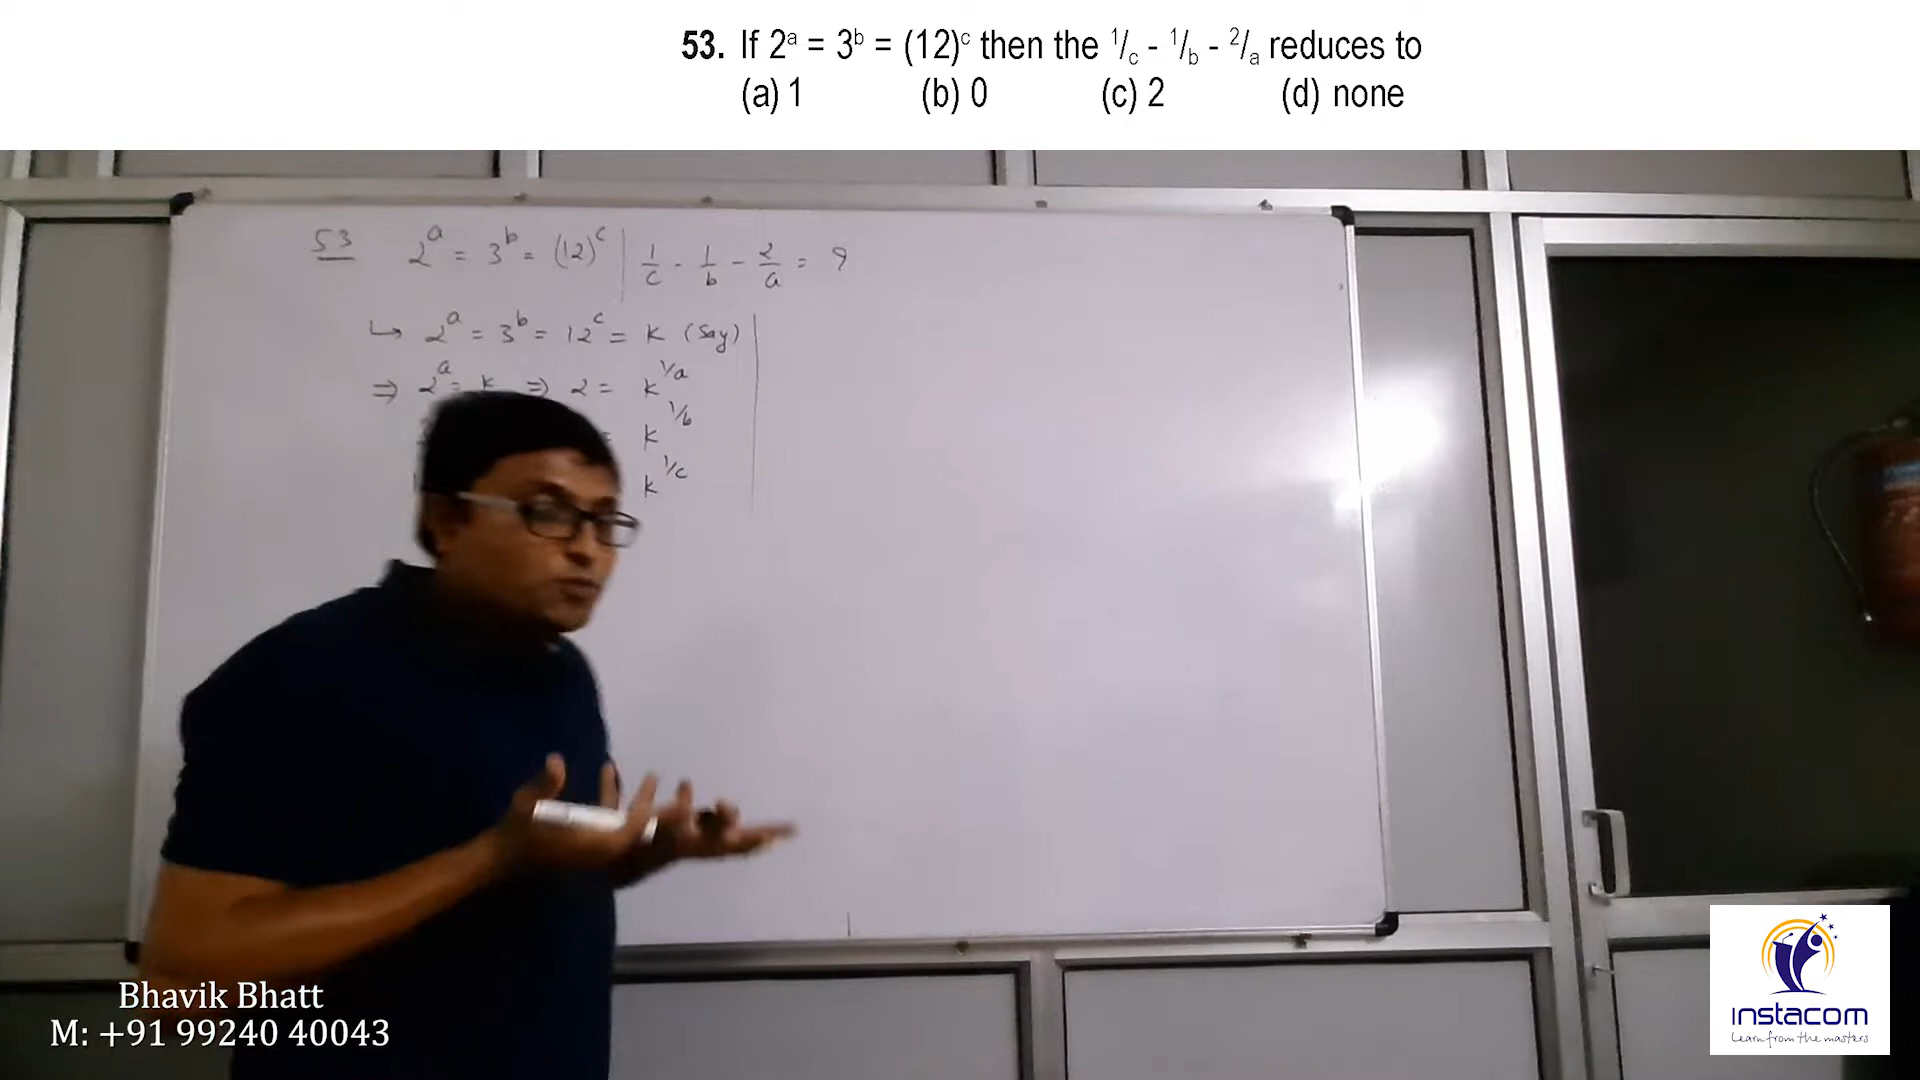 53. If 2ᵃ = 3ᵇ = (12)ᶜ then the ¹/c - ¹/b - ²/a reduces to
(a) 1 (b) 0 (c) 2 (d) none
53 2ᵃ = 3ᵇ = (12)ᶜ | 1/c - 1/b - 2/a = ?
↳ 2ᵃ = 3ᵇ = 12ᶜ = k (Say)
⇒ 2ᵃ = k ⇒ 2 = k^1/a
= k^1/b
k^1/c
Bhavik Bhatt
M: +91 99240 40043
instacom
Learn from the masters